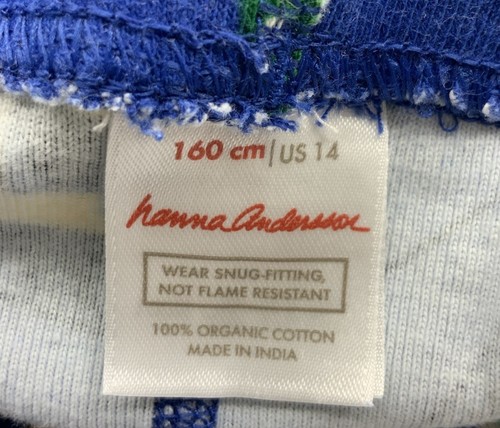 160 cm | US 14
hanna Andersson
WEAR SNUG-FITTING,
NOT FLAME RESISTANT
100% ORGANIC COTTON
MADE IN INDIA